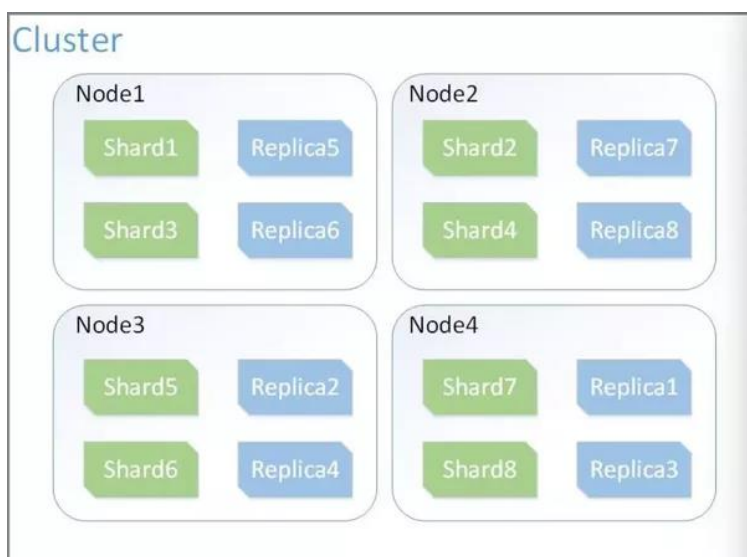 Cluster
Node1
Shard1 Replica5
Shard3 Replica6
Node2
Shard2 Replica7
Shard4 Replica8
Node3
Shard5 Replica2
Shard6 Replica4
Node4
Shard7 Replica1
Shard8 Replica3